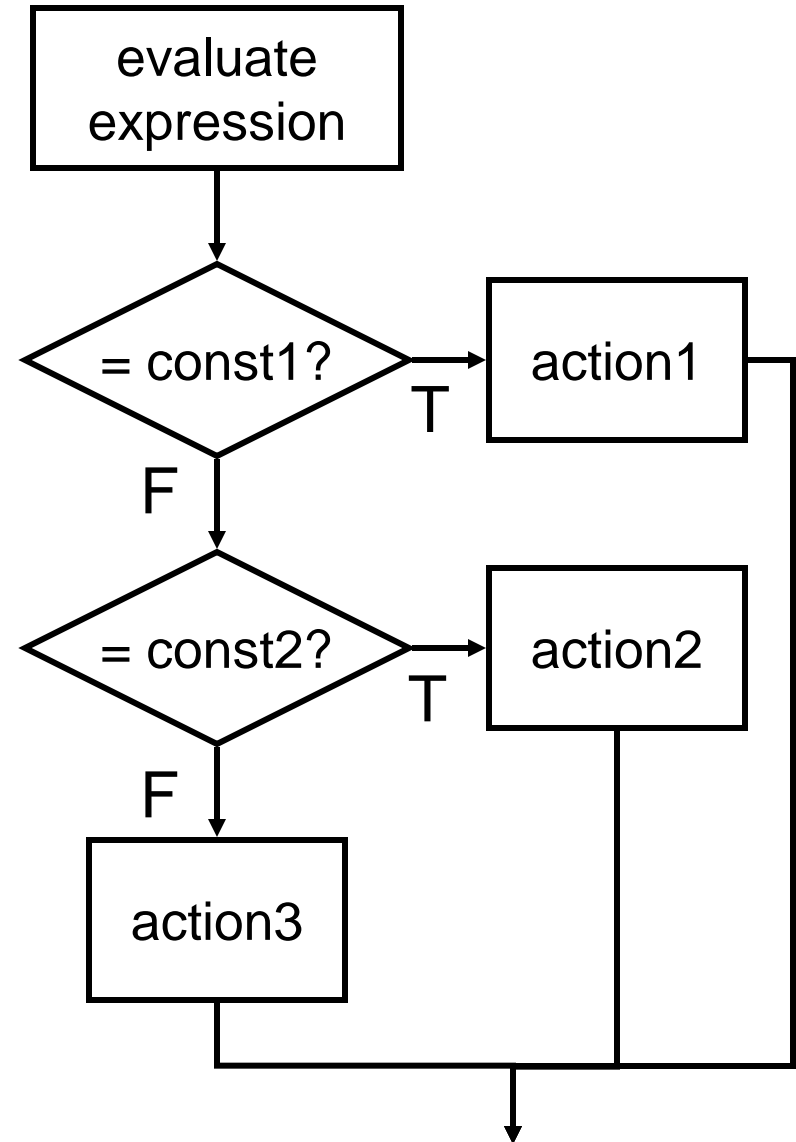 evaluate
expression
= const1?
T
action1
F
= const2?
T
action2
F
action3